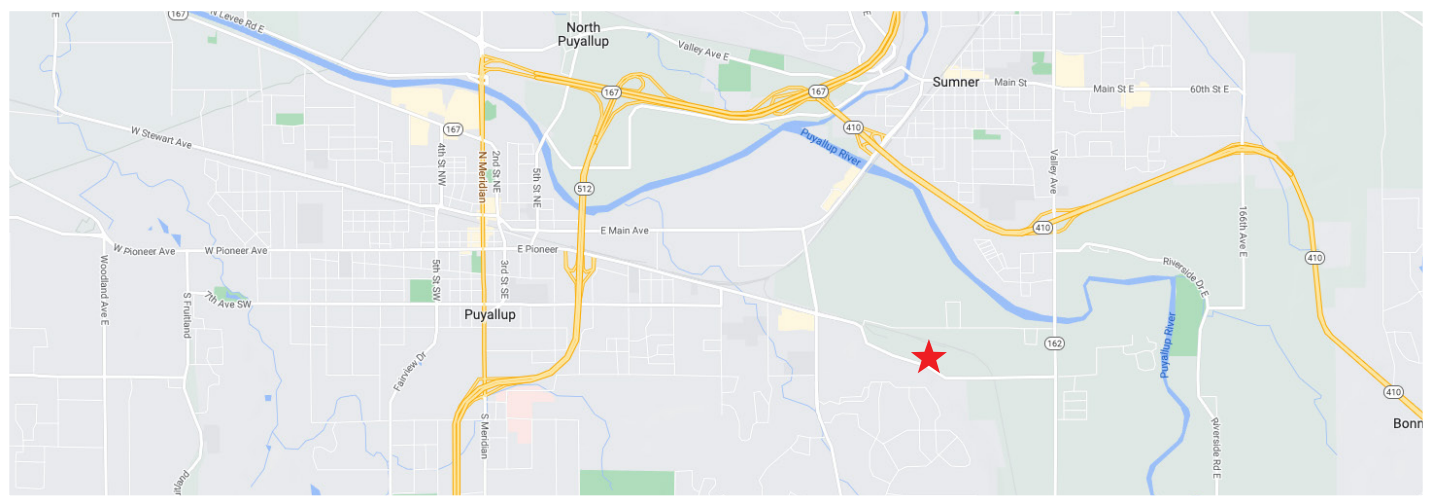 167
N Levee Rd E
E
North
Puyallup
Valley Ave E
E
167
167
Sumner
Main St
Main St E
60th St E
167
410
Puyallup River
W Stewart Ave
4th St NW
N Meridian
2nd St NE
5th St NE
512
Valley Ave
166th Ave E
410
410
E Main Ave
W Pioneer Ave
W Pioneer Ave
E Pioneer
Woodland Ave E
S Fruitland
7th Ave SW
5th St SW
3rd St SE
Riverside Dr E
Puyallup
Puyallup River
162
Fairview Dr
410
S Meridian
Riverside Rd E
Bonn